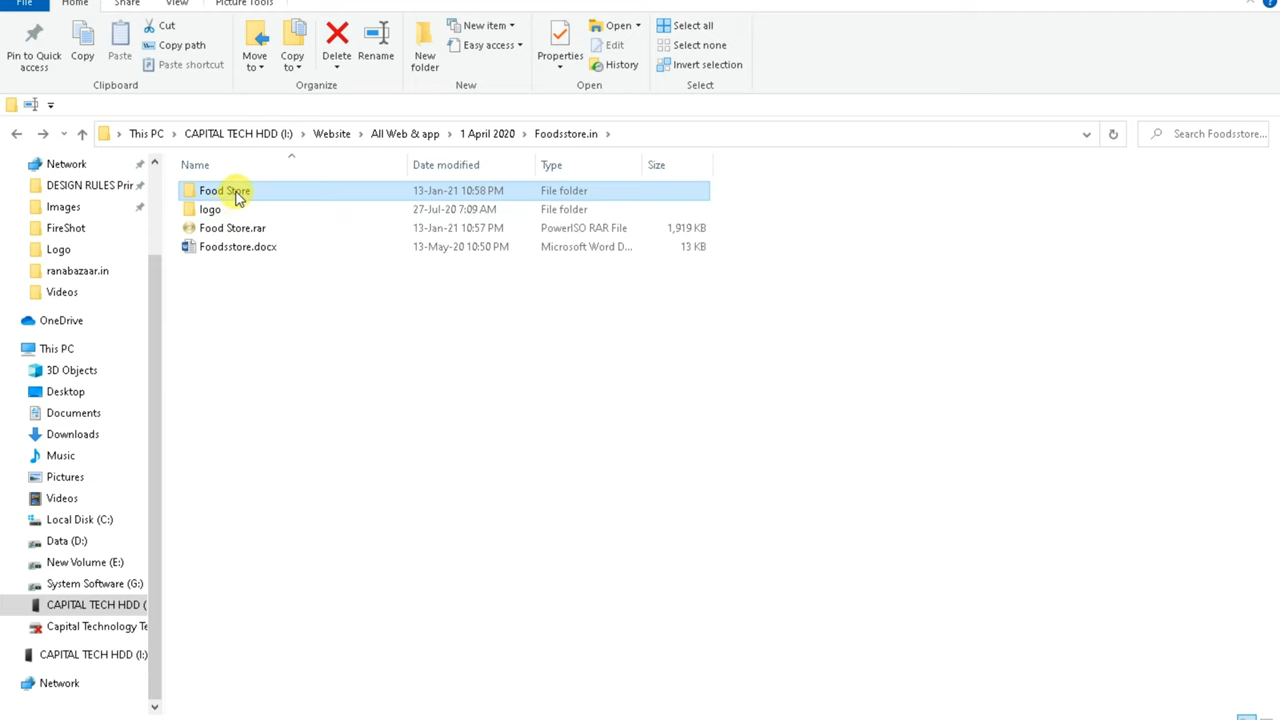 File Home Share View Picture Tools
Pin to Quick access
Copy
Paste
Cut
Copy path
Paste shortcut
Clipboard
Move to
Copy to
Delete
Rename
Organize
New folder
New item
Easy access
New
Properties
Open
Edit
History
Open
Select all
Select none
Invert selection
Select
This PC > CAPITAL TECH HDD (I:) > Website > All Web & app > 1 April 2020 > Foodsstore.in >
Search Foodsstore...
Network
DESIGN RULES Prir
Images
FireShot
Logo
ranabazaar.in
Videos
OneDrive
This PC
3D Objects
Desktop
Documents
Downloads
Music
Pictures
Videos
Local Disk (C:)
Data (D:)
New Volume (E:)
System Software (G:)
CAPITAL TECH HDD (
Capital Technology Te
CAPITAL TECH HDD (I:)
Network
Name Date modified Type Size
Food Store 13-Jan-21 10:58 PM File folder
logo 27-Jul-20 7:09 AM File folder
Food Store.rar 13-Jan-21 10:57 PM PowerISO RAR File 1,919 KB
Foodsstore.docx 13-May-20 10:50 PM Microsoft Word D... 13 KB